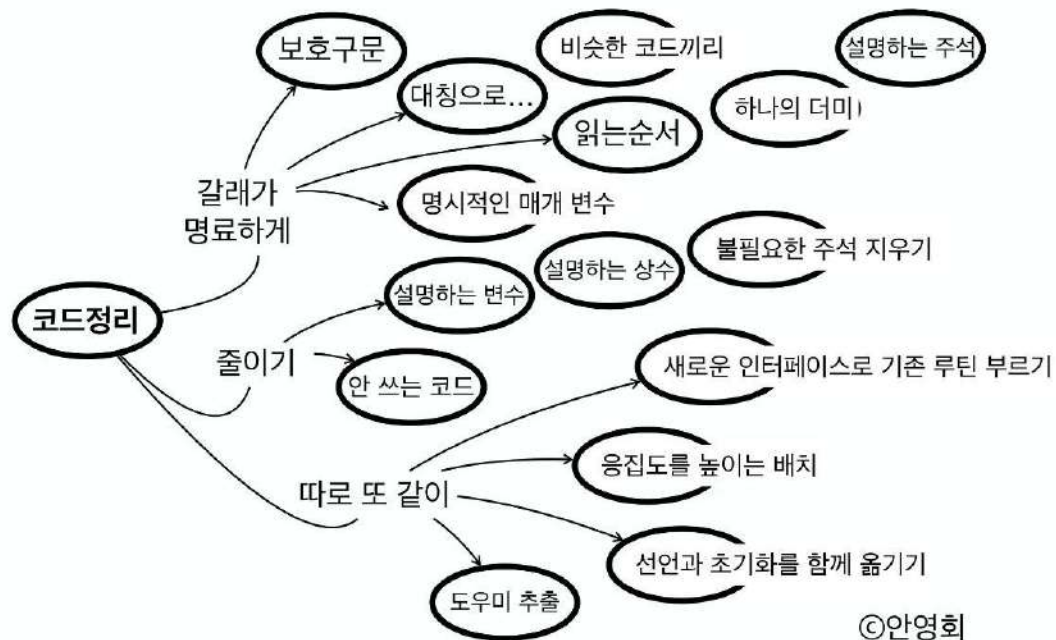 보호구문
비슷한 코드끼리
설명하는 주석
대칭으로...
하나의 더미
읽는순서
갈래가
명료하게
명시적인 매개 변수
불필요한 주석 지우기
설명하는 상수
설명하는 변수
코드정리
줄이기
안 쓰는 코드
새로운 인터페이스로 기존 루틴 부르기
응집도를 높이는 배치
따로 또 같이
선언과 초기화를 함께 옮기기
도우미 추출
ⓒ안영회